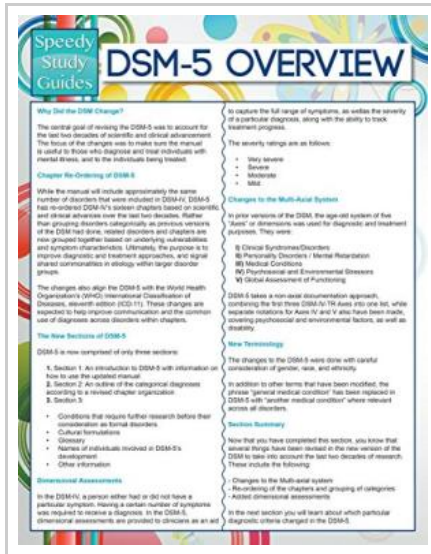 Speedy
Study
Guides
DSM-5 OVERVIEW
Why Did the DSM Change?
The central goal of revising the DSM-5 was to account for
the last two decades of scientific and clinical advancement.
The focus of the changes was to make sure the manual
is useful to those who diagnose and treat individuals with
mental illness, and to the individuals being treated.
Chapter Re-Ordering of DSM-5
While the manual will include approximately the same
number of disorders that were included in DSM-IV, DSM-5
has re-ordered DSM-IV's sixteen chapters based on scientific
and clinical advances over the last two decades. Rather
than grouping disorders categorically as previous versions
of the DSM had done, related disorders and chapters are
now grouped together based on underlying vulnerabilities
and symptom characteristics. Ultimately, the purpose is to
improve diagnostic and treatment approaches, and signal
shared commonalities in etiology within larger disorder
groups.
The changes also align the DSM-5 with the World Health
Organization's (WHO) International Classification of
Diseases, eleventh edition (ICD-11). These changes are
expected to help improve communication and the common
use of diagnoses across disorders within chapters.
The New Sections of DSM-5
DSM-5 is now comprised of only three sections:
1. Section 1: An introduction to DSM-5 with information on
how to use the updated manual.
2. Section 2: An outline of the categorical diagnoses
according to a revised chapter organization
3. Section 3:
• Conditions that require further research before their
consideration as formal disorders
• Cultural formulations
• Glossary
• Names of individuals involved in DSM-5's
development
• Other information
Dimensional Assessments
In the DSM-IV, a person either had or did not have a
particular symptom. Having a certain number of symptoms
was required to receive a diagnosis. In the DSM-5,
dimensional assessments are provided to clinicians as an aid
to capture the full range of symptoms, as wellas the severity
of a particular diagnosis, along with the ability to track
treatment progress.
The severity ratings are as follows:
• Very severe
• Severe
• Moderate
• Mild
Changes to the Multi-Axial System
In prior versions of the DSM, the age-old system of five
"Axes" or dimensions was used for diagnostic and treatment
purposes. They were:
I) Clinical Syndromes/Disorders
II) Personality Disorders / Mental Retardation
III) Medical Conditions
IV) Psychosocial and Environmental Stressors
V) Global Assessment of Functioning
DSM-5 takes a non-axial documentation approach,
combining the first three DSM-IV-TR Axes into one list, while
separate notations for Axes IV and V also have been made,
covering psychosocial and environmental factors, as well as
disability.
New Terminology
The changes to the DSM-5 were done with careful
consideration of gender, race, and ethnicity.
In addition to other terms that have been modified, the
phrase "general medical condition" has been replaced in
DSM-5 with "another medical condition" where relevant
across all disorders.
Section Summary
Now that you have completed this section, you know that
several things have been revised in the new version of the
DSM to take into account the last two decades of research.
These include the following:
- Changes to the Multi-axial system
- Re-ordering of the chapters and grouping of categories
- Added dimensional assessments
In the next section you will learn about which particular
diagnostic criteria changed in the DSM-5.